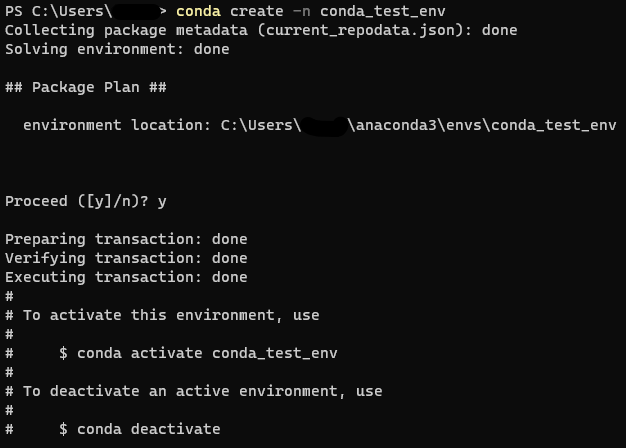 PS C:\Users\> conda create -n conda_test_env
Collecting package metadata (current_repodata.json): done
Solving environment: done
## Package Plan ##
environment location: C:\Users\\anaconda3\envs\conda_test_env
Proceed ([y]/n)? y
Preparing transaction: done
Verifying transaction: done
Executing transaction: done
#
# To activate this environment, use
#
#     $ conda activate conda_test_env
#
# To deactivate an active environment, use
#
#     $ conda deactivate